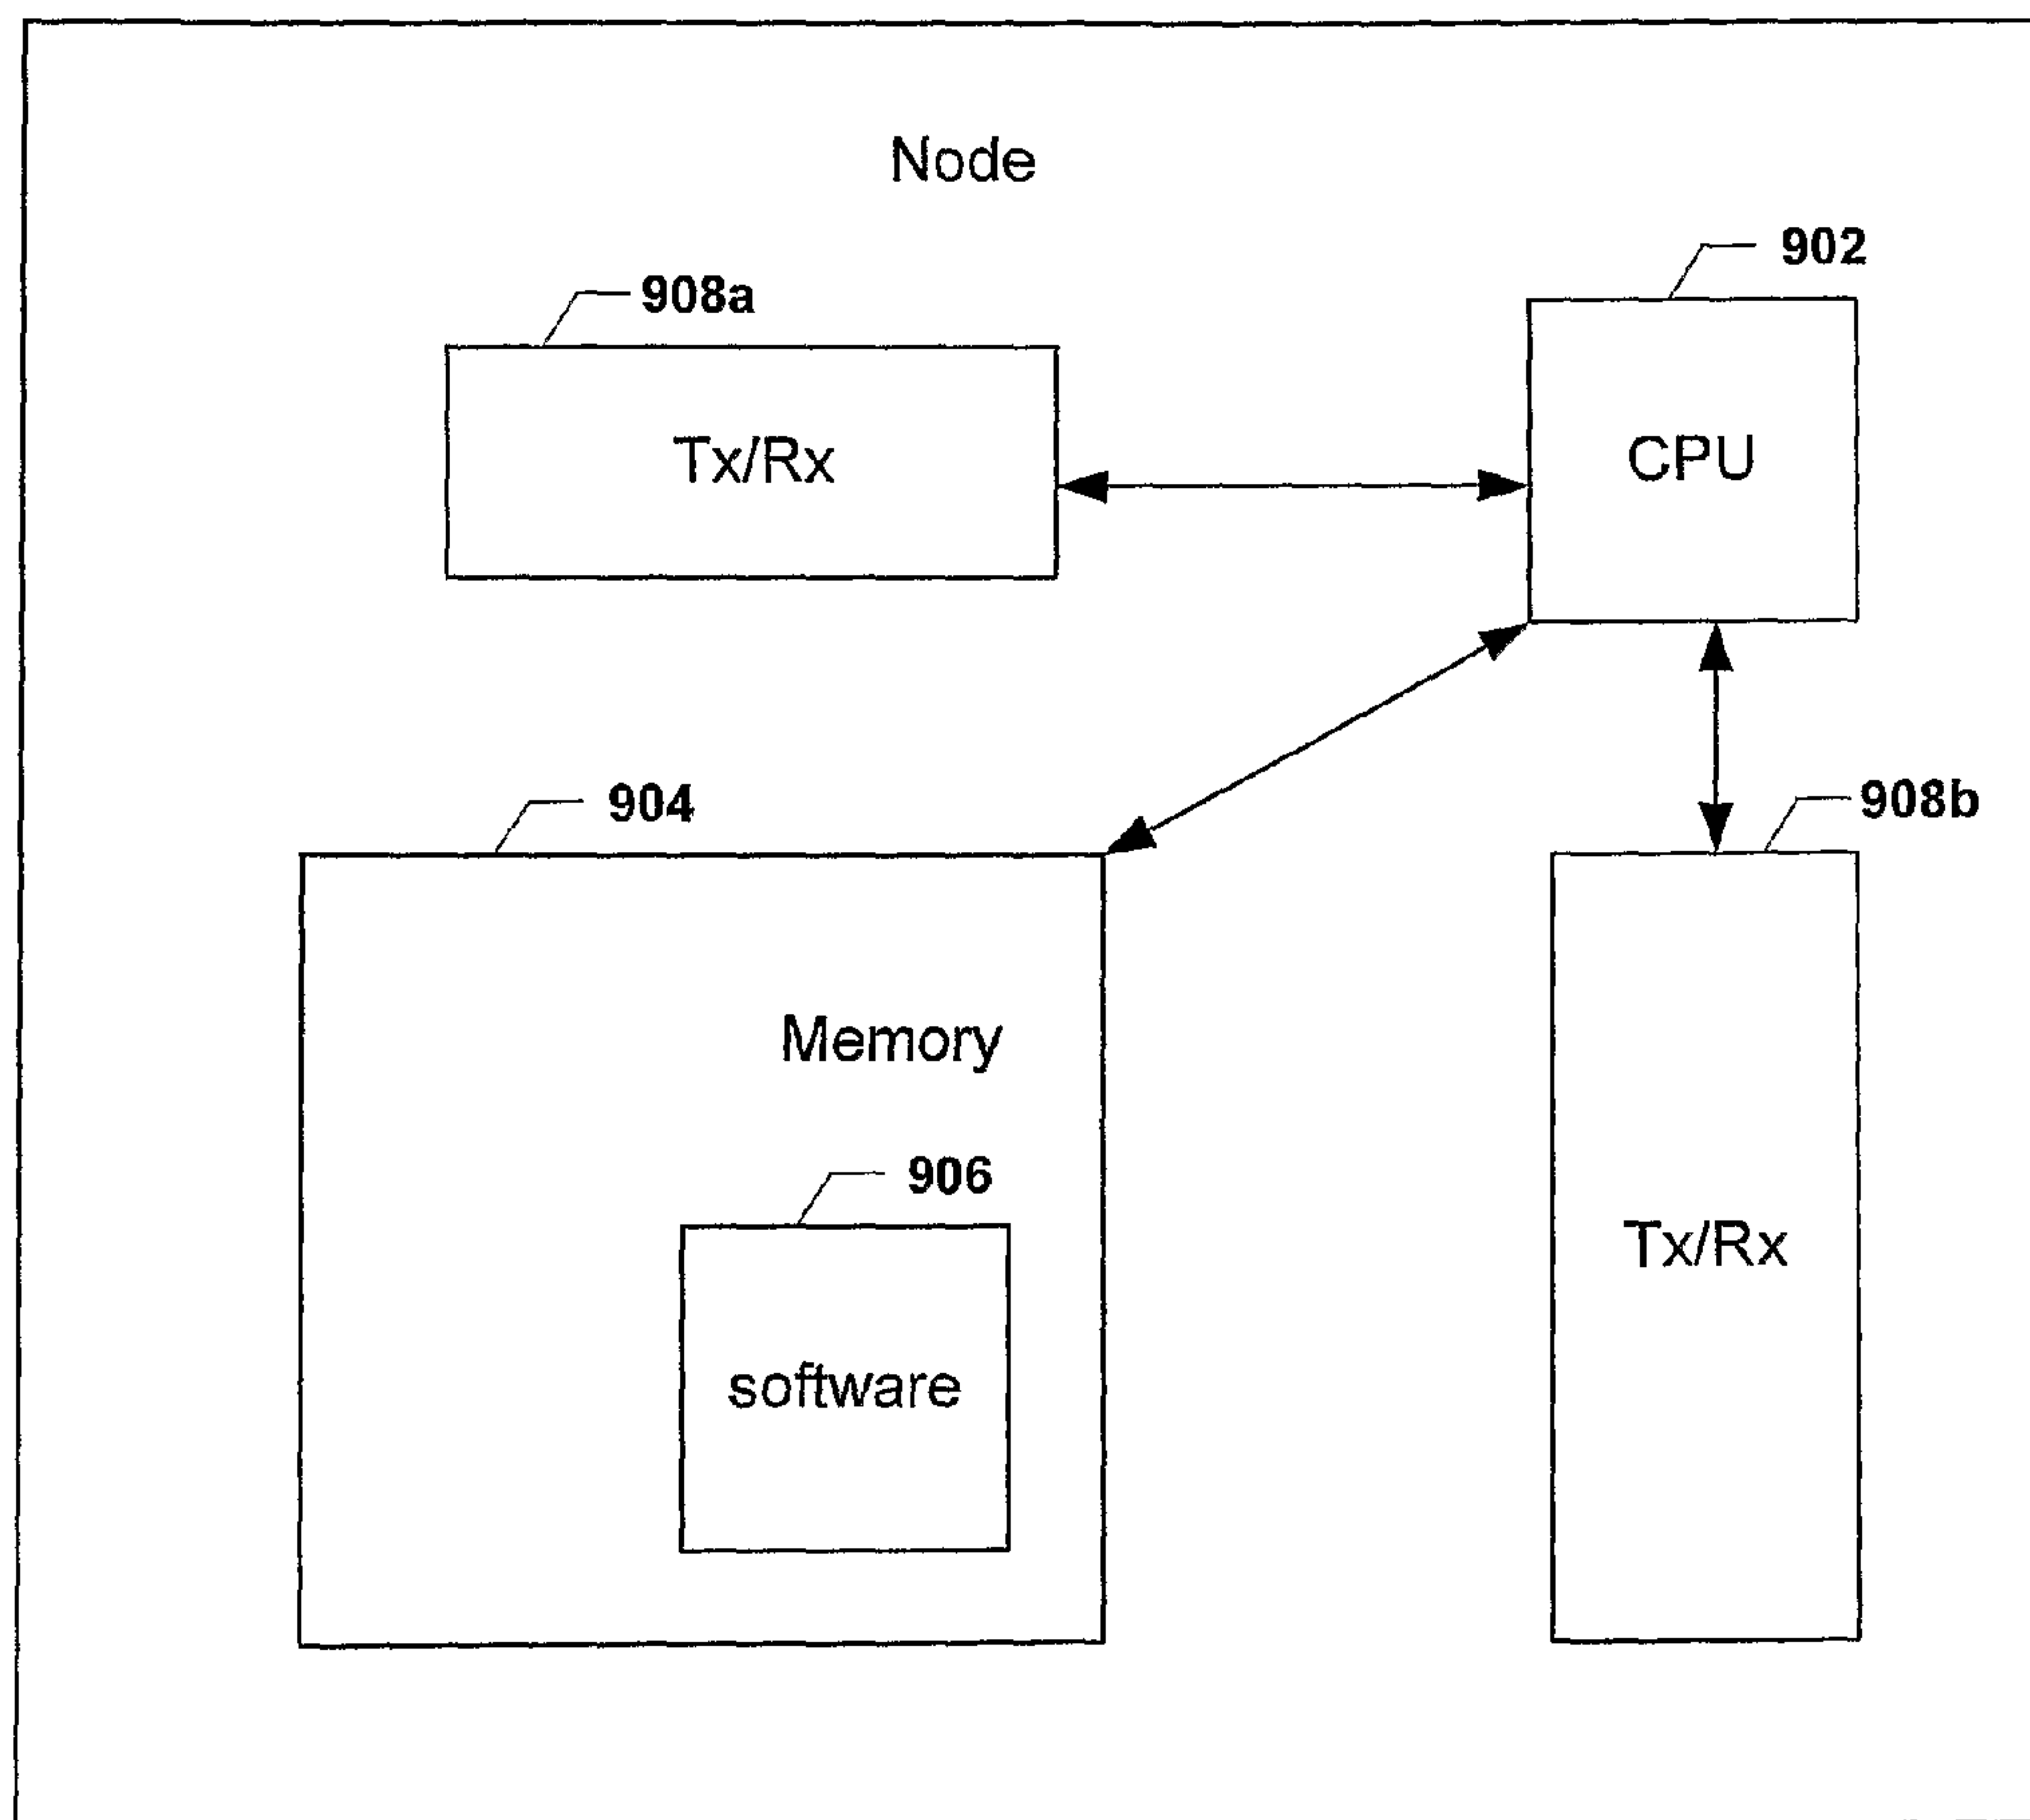 Node
902
908a
Tx/Rx
CPU
904
908b
Memory
906
Tx/Rx
software